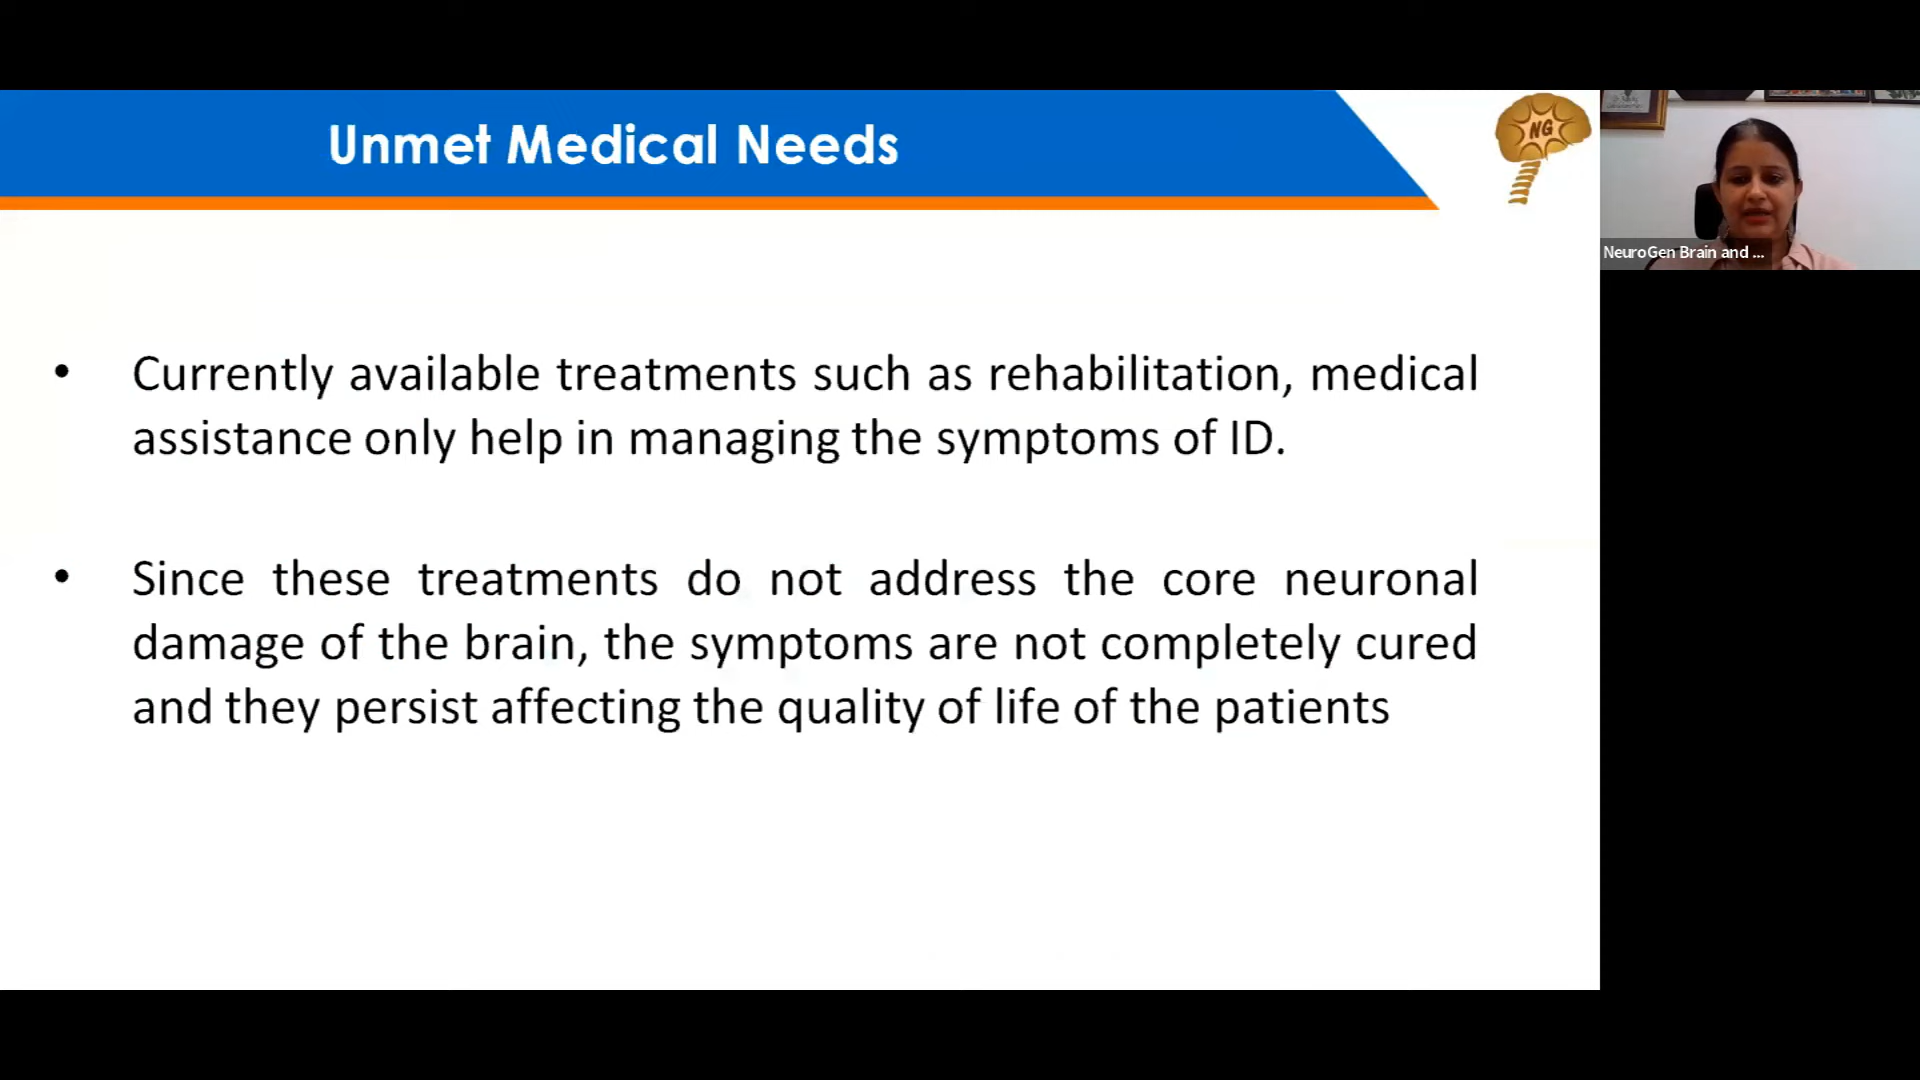 Unmet Medical Needs
NG
NeuroGen Brain and ...
• Currently available treatments such as rehabilitation, medical
assistance only help in managing the symptoms of ID.
• Since these treatments do not address the core neuronal
damage of the brain, the symptoms are not completely cured
and they persist affecting the quality of life of the patients